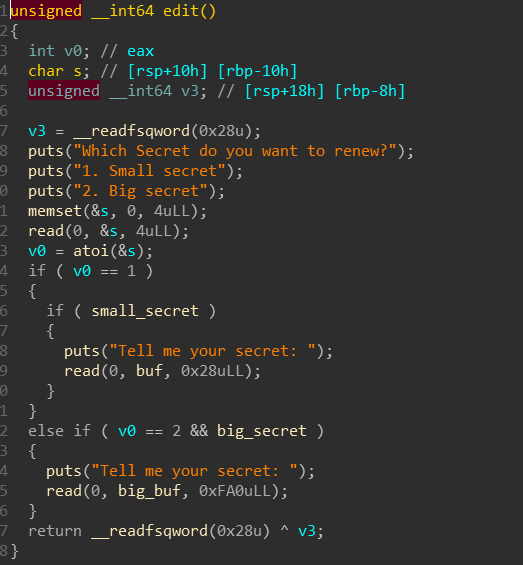 1 unsigned __int64 edit()
2 {
3 int v0; // eax
4 char s; // [rsp+10h] [rbp-10h]
5 unsigned __int64 v3; // [rsp+18h] [rbp-8h]
6
7 v3 = __readfsqword(0x28u);
8 puts("Which Secret do you want to renew?");
9 puts("1. Small secret");
0 puts("2. Big secret");
1 memset(&s, 0, 4uLL);
2 read(0, &s, 4uLL);
3 v0 = atoi(&s);
4 if ( v0 == 1 )
5 {
6 if ( small_secret )
7 {
8 puts("Tell me your secret: ");
9 read(0, buf, 0x28uLL);
0 }
1 }
2 else if ( v0 == 2 && big_secret )
3 {
4 puts("Tell me your secret: ");
5 read(0, big_buf, 0xFA0uLL);
6 }
7 return __readfsqword(0x28u) ^ v3;
8 }